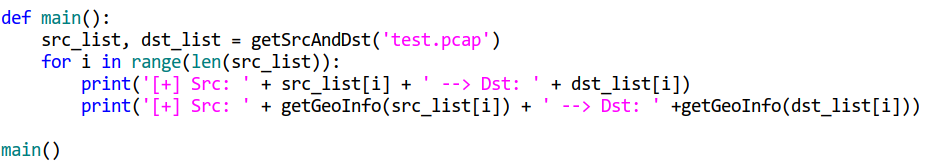 def main():
    src_list, dst_list = getSrcAndDst('test.pcap')
    for i in range(len(src_list)):
        print('[+] Src: ' + src_list[i] + ' --> Dst: ' + dst_list[i])
        print('[+] Src: ' + getGeoInfo(src_list[i]) + ' --> Dst: ' +getGeoInfo(dst_list[i]))

main()